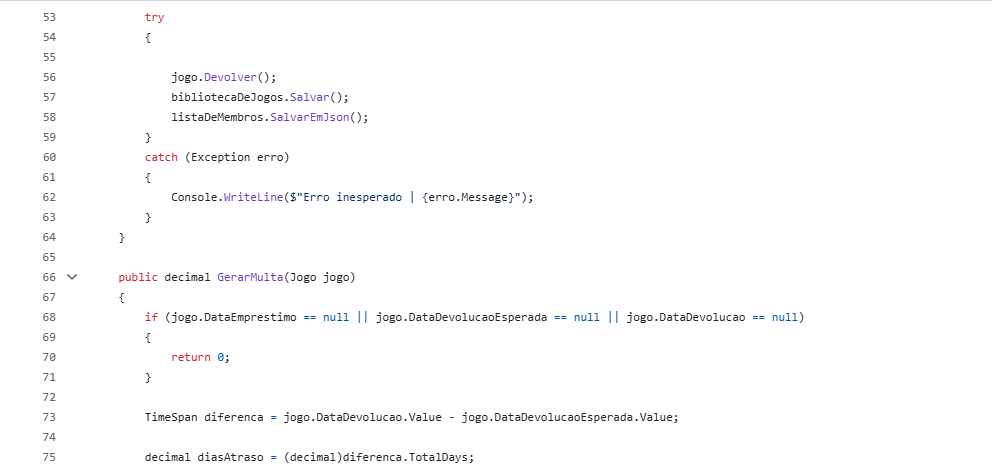 53 try
54 {
55
56 jogo.Devolver();
57 bibliotecaDeJogos.Salvar();
58 listaDeMembros.SalvarEmJson();
59 }
60 catch (Exception erro)
61 {
62 Console.WriteLine($"Erro inesperado | {erro.Message}");
63 }
64 }
65
66 public decimal GerarMulta(Jogo jogo)
67 {
68 if (jogo.DataEmprestimo == null || jogo.DataDevolucaoEsperada == null || jogo.DataDevolucao == null)
69 {
70 return 0;
71 }
72
73 TimeSpan diferenca = jogo.DataDevolucao.Value - jogo.DataDevolucaoEsperada.Value;
74
75 decimal diasAtraso = (decimal)diferenca.TotalDays;